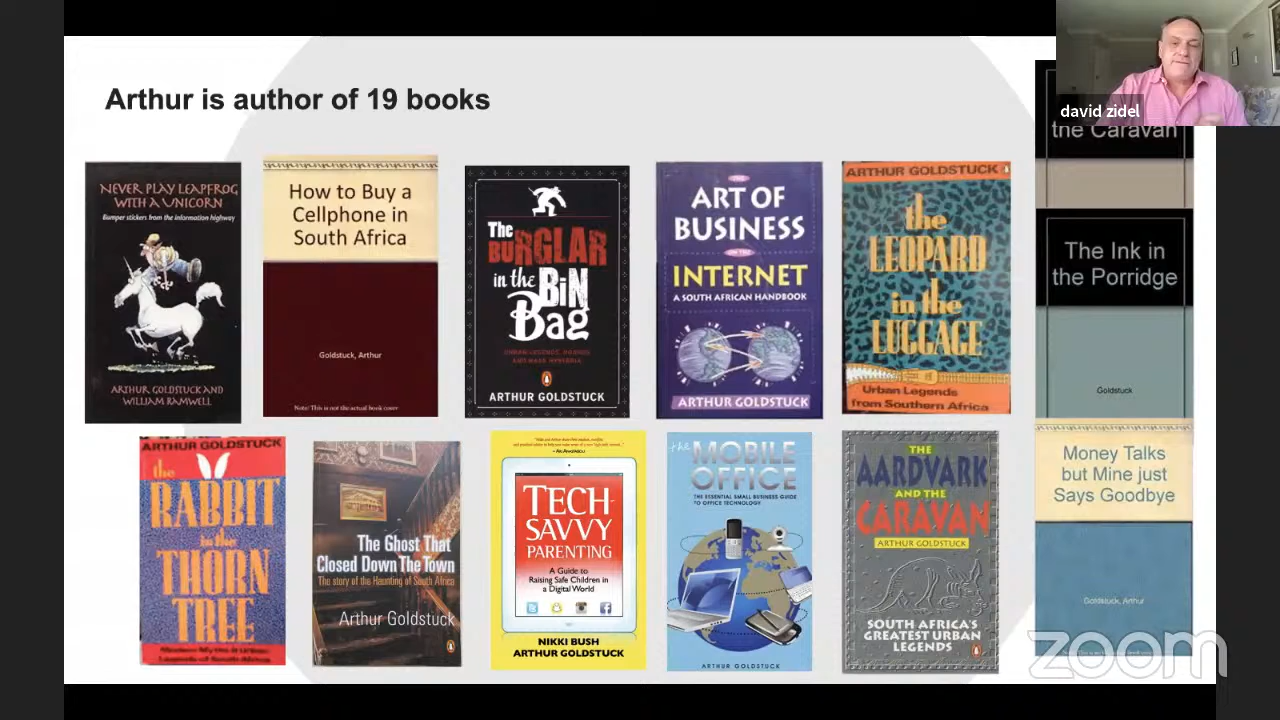 Arthur is author of 19 books
david zidel
NEVER PLAY LEAPFROG
WITH A UNICORN
Bumper stickers from the information highway
ARTHUR GOLDSTUCK AND
WILLIAM RAMWELL
How to Buy a
Cellphone in
South Africa
Goldstuck, Arthur
Note! This is not the actual book cover
The
BURGLAR
in the BiN
Bag
URBAN LEGENDS, HOAXES
AND MASS HYSTERIA
ARTHUR GOLDSTUCK
THE
ART OF
BUSINESS
ON THE
INTERNET
A SOUTH AFRICAN HANDBOOK
ARTHUR GOLDSTUCK
ARTHUR GOLDSTUCK
the
LEOPARD
in the
LUGGAGE
Urban Legends
from Southern Africa
the Caravan
The Ink in
the Porridge
Goldstuck
Money Talks
but Mine just
Says Goodbye
Goldstuck, Arthur
ARTHUR GOLDSTUCK
the
RABBIT
in the
THORN
TREE
The Ghost That
Closed Down The Town
The story of the Haunting of South Africa
Arthur Goldstuck
TECH-
SAVVY
PARENTING
A Guide to
Raising Safe Children in
a Digital World
NIKKI BUSH
ARTHUR GOLDSTUCK
the MOBILE
OFFICE
THE ESSENTIAL SMALL BUSINESS GUIDE
TO OFFICE TECHNOLOGY
ARTHUR GOLDSTUCK
THE
AARDVARK
AND THE
CARAVAN
ARTHUR GOLDSTUCK
SOUTH AFRICA'S
GREATEST URBAN
LEGENDS
zoom